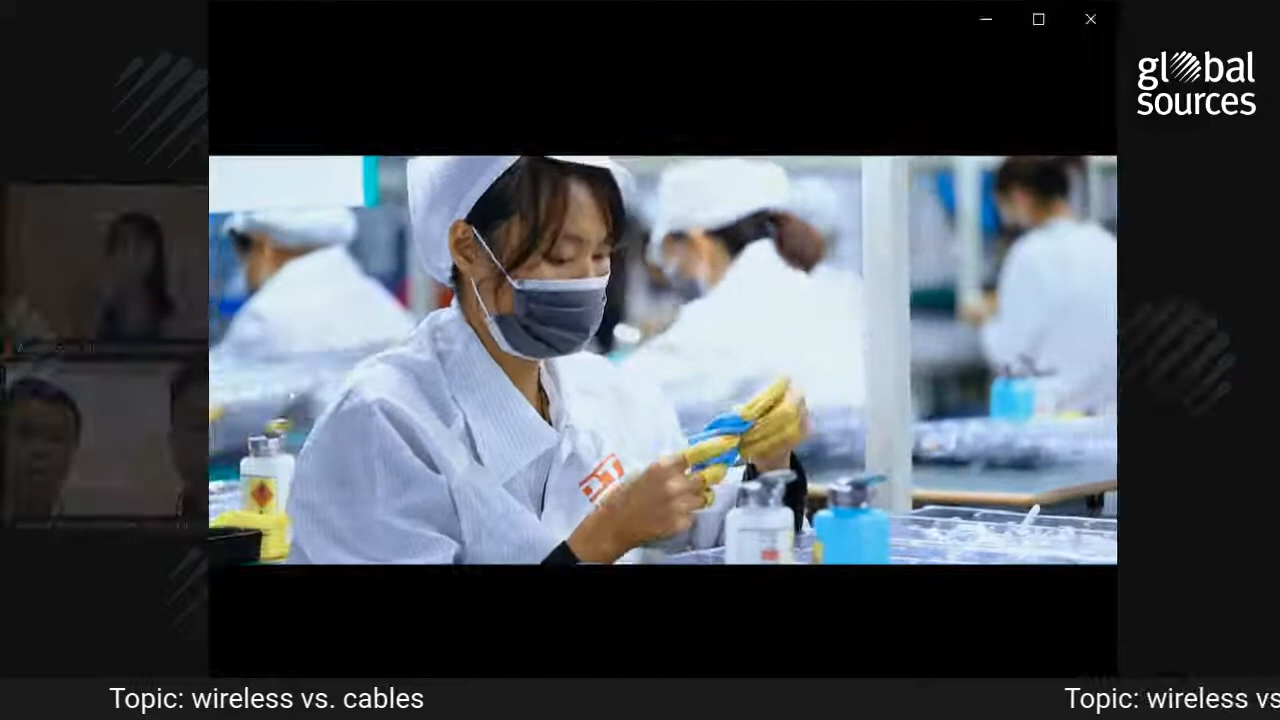 global
sources
Topic: wireless vs. cables
Topic: wireless vs